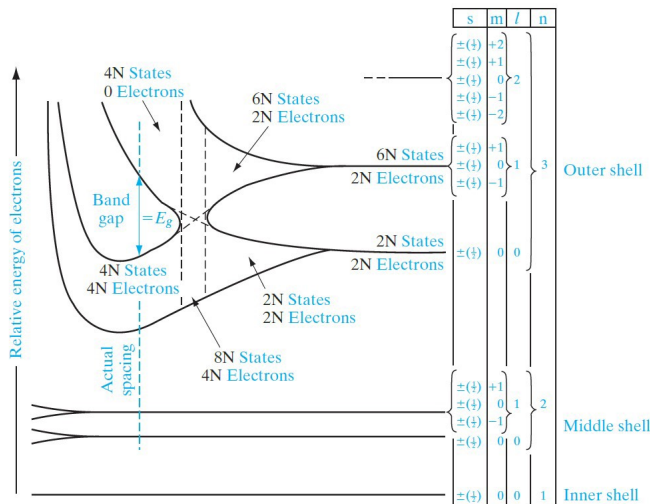 s m l n
±(½) +2
±(½) +1
±(½) 0 2
±(½) −1
±(½) −2
±(½) +1
±(½) 0 1 3
±(½) −1
±(½) 0 0
±(½) +1
±(½) 0 1 2
±(½) −1
±(½) 0 0
±(½) 0 0 1
Outer shell
Middle shell
Inner shell
4N States
0 Electrons
6N States
2N Electrons
6N States
2N Electrons
Band
gap
=Eg
4N States
4N Electrons
2N States
2N Electrons
2N States
2N Electrons
8N States
4N Electrons
Actual
spacing
Relative energy of electrons